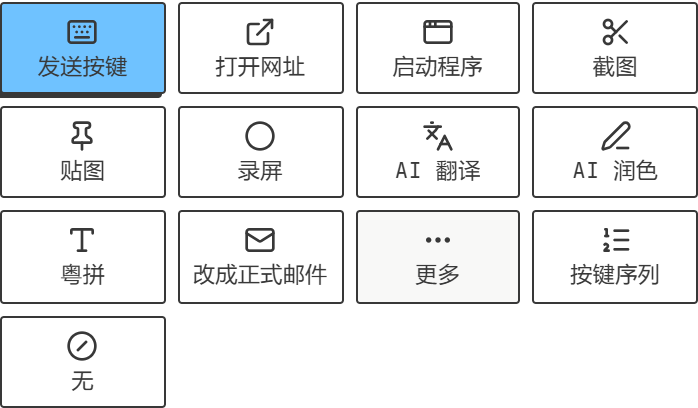 发送按键
打开网址
启动程序
截图
贴图
录屏
AI 翻译
AI 润色
粤拼
改成正式邮件
更多
按键序列
无